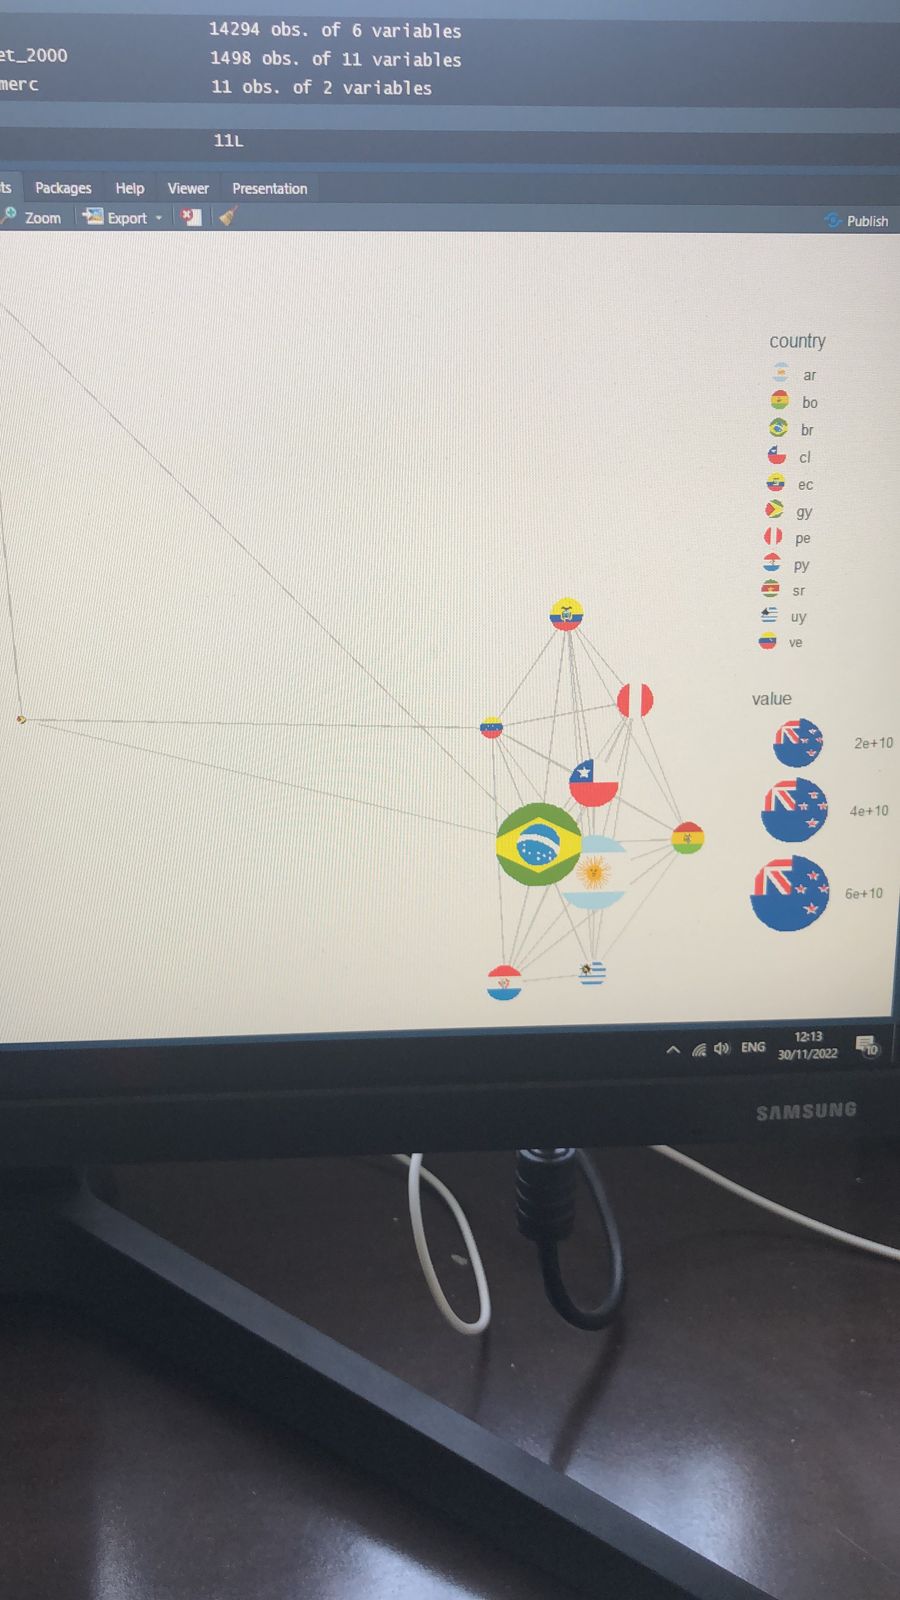 14294 obs. of 6 variables
et_2000 1498 obs. of 11 variables
merc 11 obs. of 2 variables
11L
ts Packages Help Viewer Presentation
Zoom Export Publish
country
ar
bo
br
cl
ec
gy
pe
py
sr
uy
ve
value
2e+10
4e+10
6e+10
ENG 12:13
30/11/2022 10
SAMSUNG